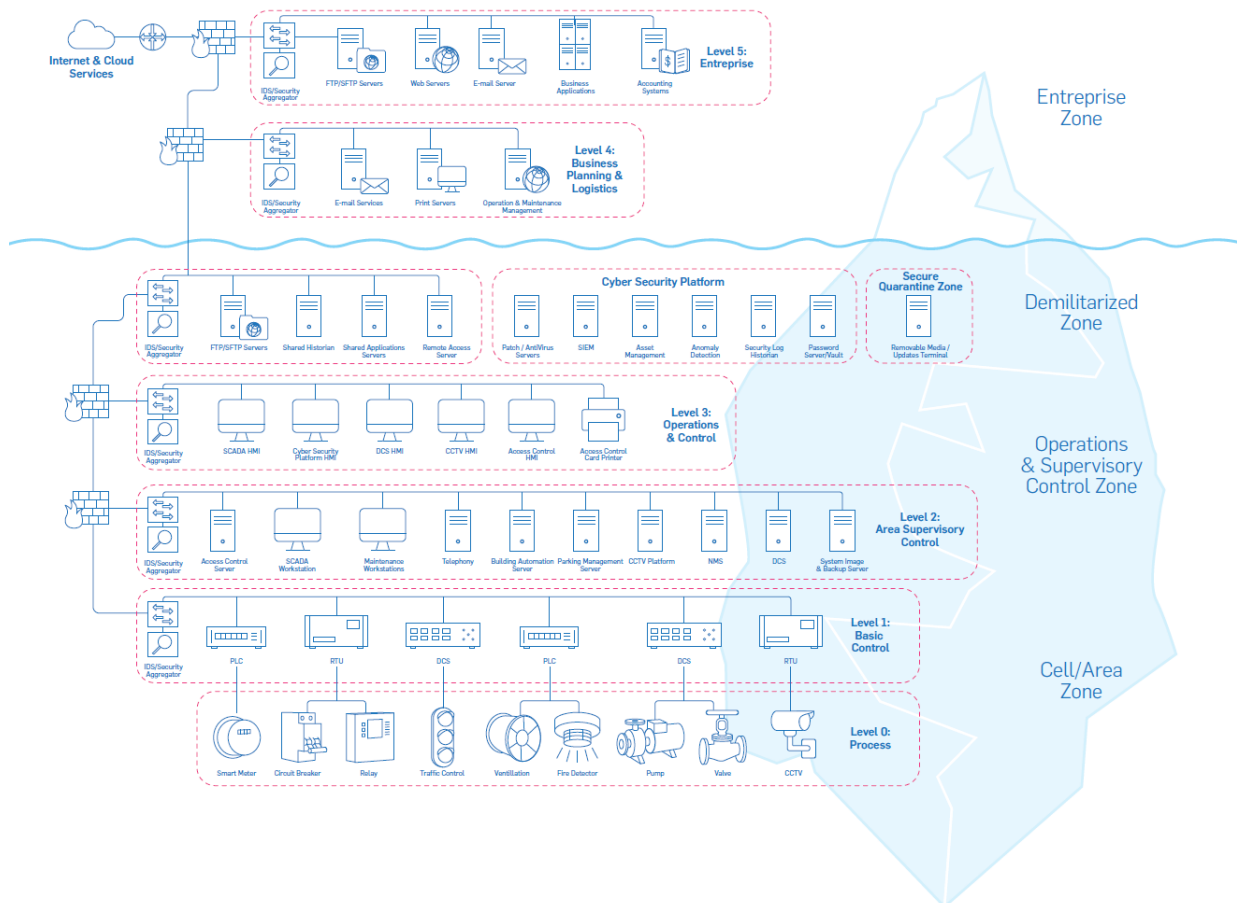 Internet & Cloud
Services
IDS/Security
Aggregator
FTP/SFTP Servers
Web Servers
E-mail Server
Business
Applications
$
Accounting
Systems
Level 5:
Entreprise
Entreprise
Zone
IDS/Security
Aggregator
E-mail Services
Print Servers
Operation & Maintenance
Management
Level 4:
Business
Planning &
Logistics
IDS/Security
Aggregator
FTP/SFTP Servers
Shared Historian
Shared Applications
Servers
Remote Access
Server
Cyber Security Platform
Patch / AntiVirus
Servers
SIEM
Asset
Management
Anomaly
Detection
Security Log
Historian
Password
Server/Vault
Secure
Quarantine Zone
Removable Media /
Updates Terminal
Demilitarized
Zone
IDS/Security
Aggregator
SCADA HMI
Cyber Security
Platform HMI
DCS HMI
CCTV HMI
Access Control
HMI
Access Control
Card Printer
Level 3:
Operations
& Control
Operations
& Supervisory
Control Zone
IDS/Security
Aggregator
Access Control
Server
SCADA
Workstation
Maintenance
Workstations
Telephony
Building Automation
Server
Parking Management
Server
CCTV Platform
NMS
DCS
System Image
& Backup Server
Level 2:
Area Supervisory
Control
IDS/Security
Aggregator
PLC
RTU
DCS
PLC
DCS
RTU
Level 1:
Basic
Control
Cell/Area
Zone
Smart Meter
Circuit Breaker
Relay
Traffic Control
Ventillation
Fire Detector
Pump
Valve
CCTV
Level 0:
Process